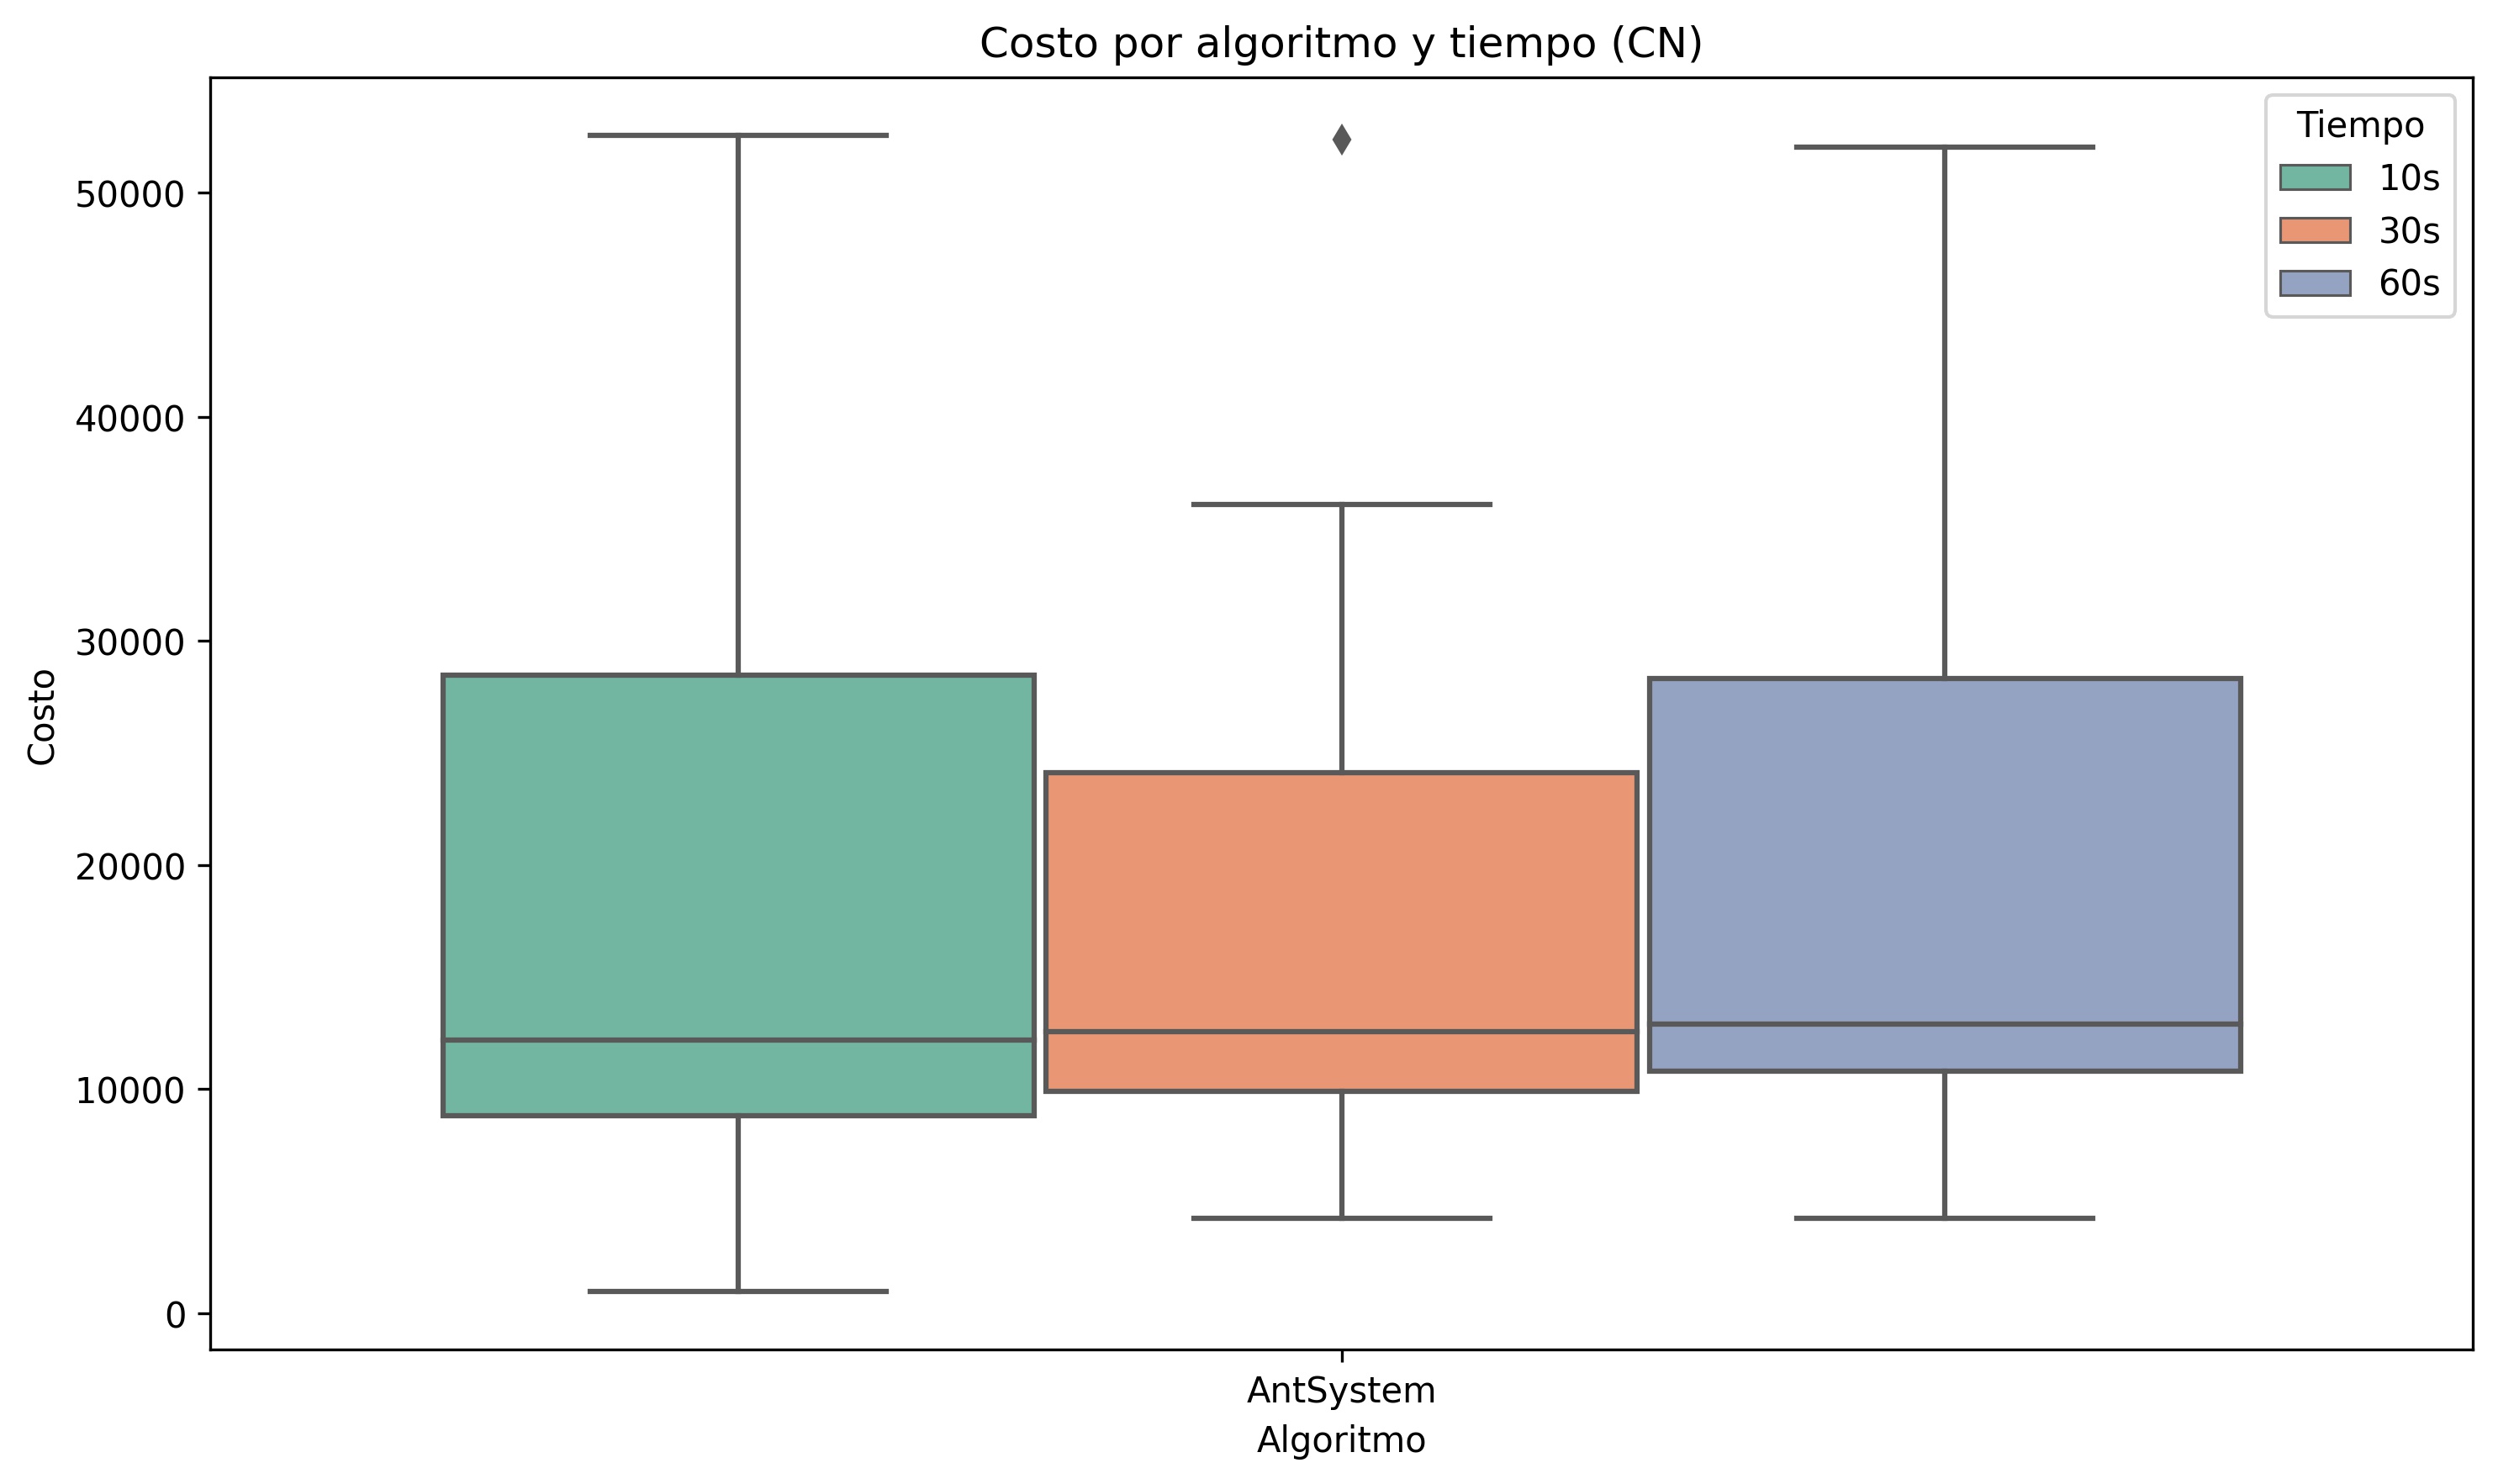 Costo por algoritmo y tiempo (CN)
Tiempo
10s
30s
60s
50000
40000
30000
20000
10000
0
Costo
AntSystem
Algoritmo